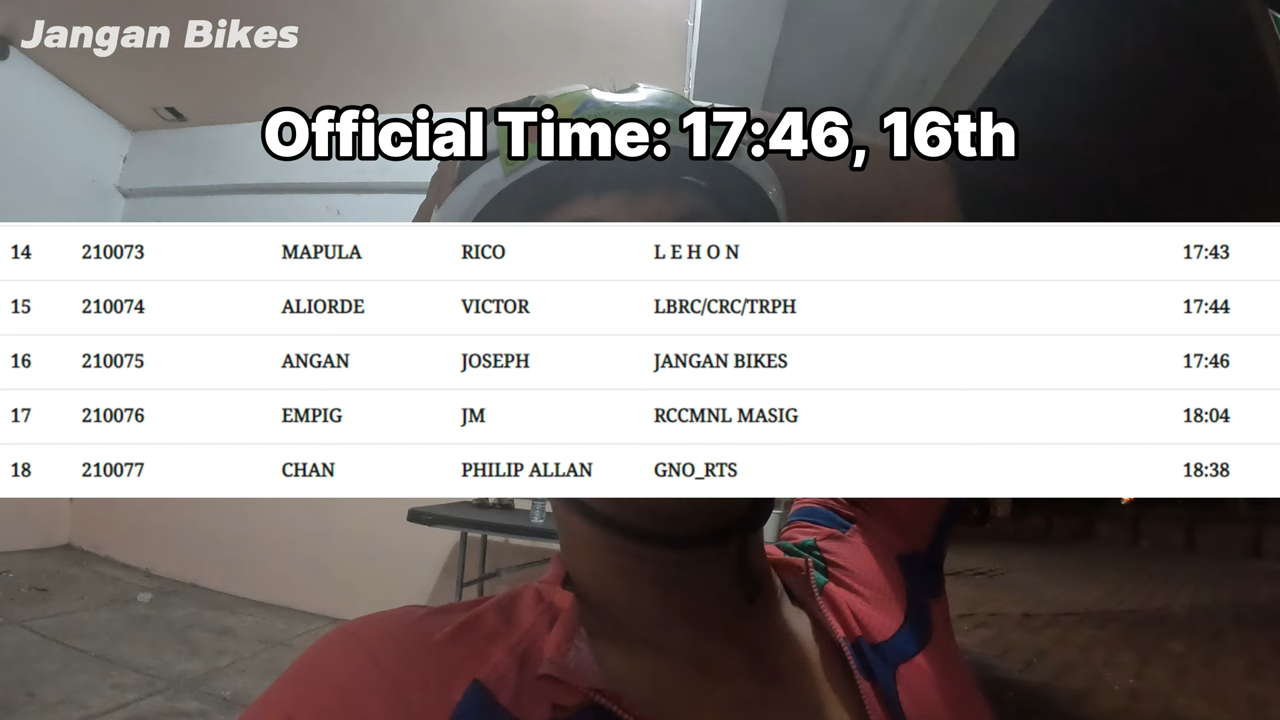 Jangan Bikes
Official Time: 17:46, 16th
14 210073 MAPULA RICO L E H O N 17:43
15 210074 ALIORDE VICTOR LBRC/CRC/TRPH 17:44
16 210075 ANGAN JOSEPH JANGAN BIKES 17:46
17 210076 EMPIG JM RCCMNL MASIG 18:04
18 210077 CHAN PHILIP ALLAN GNO_RTS 18:38